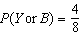 P(Y or B) = 4/8